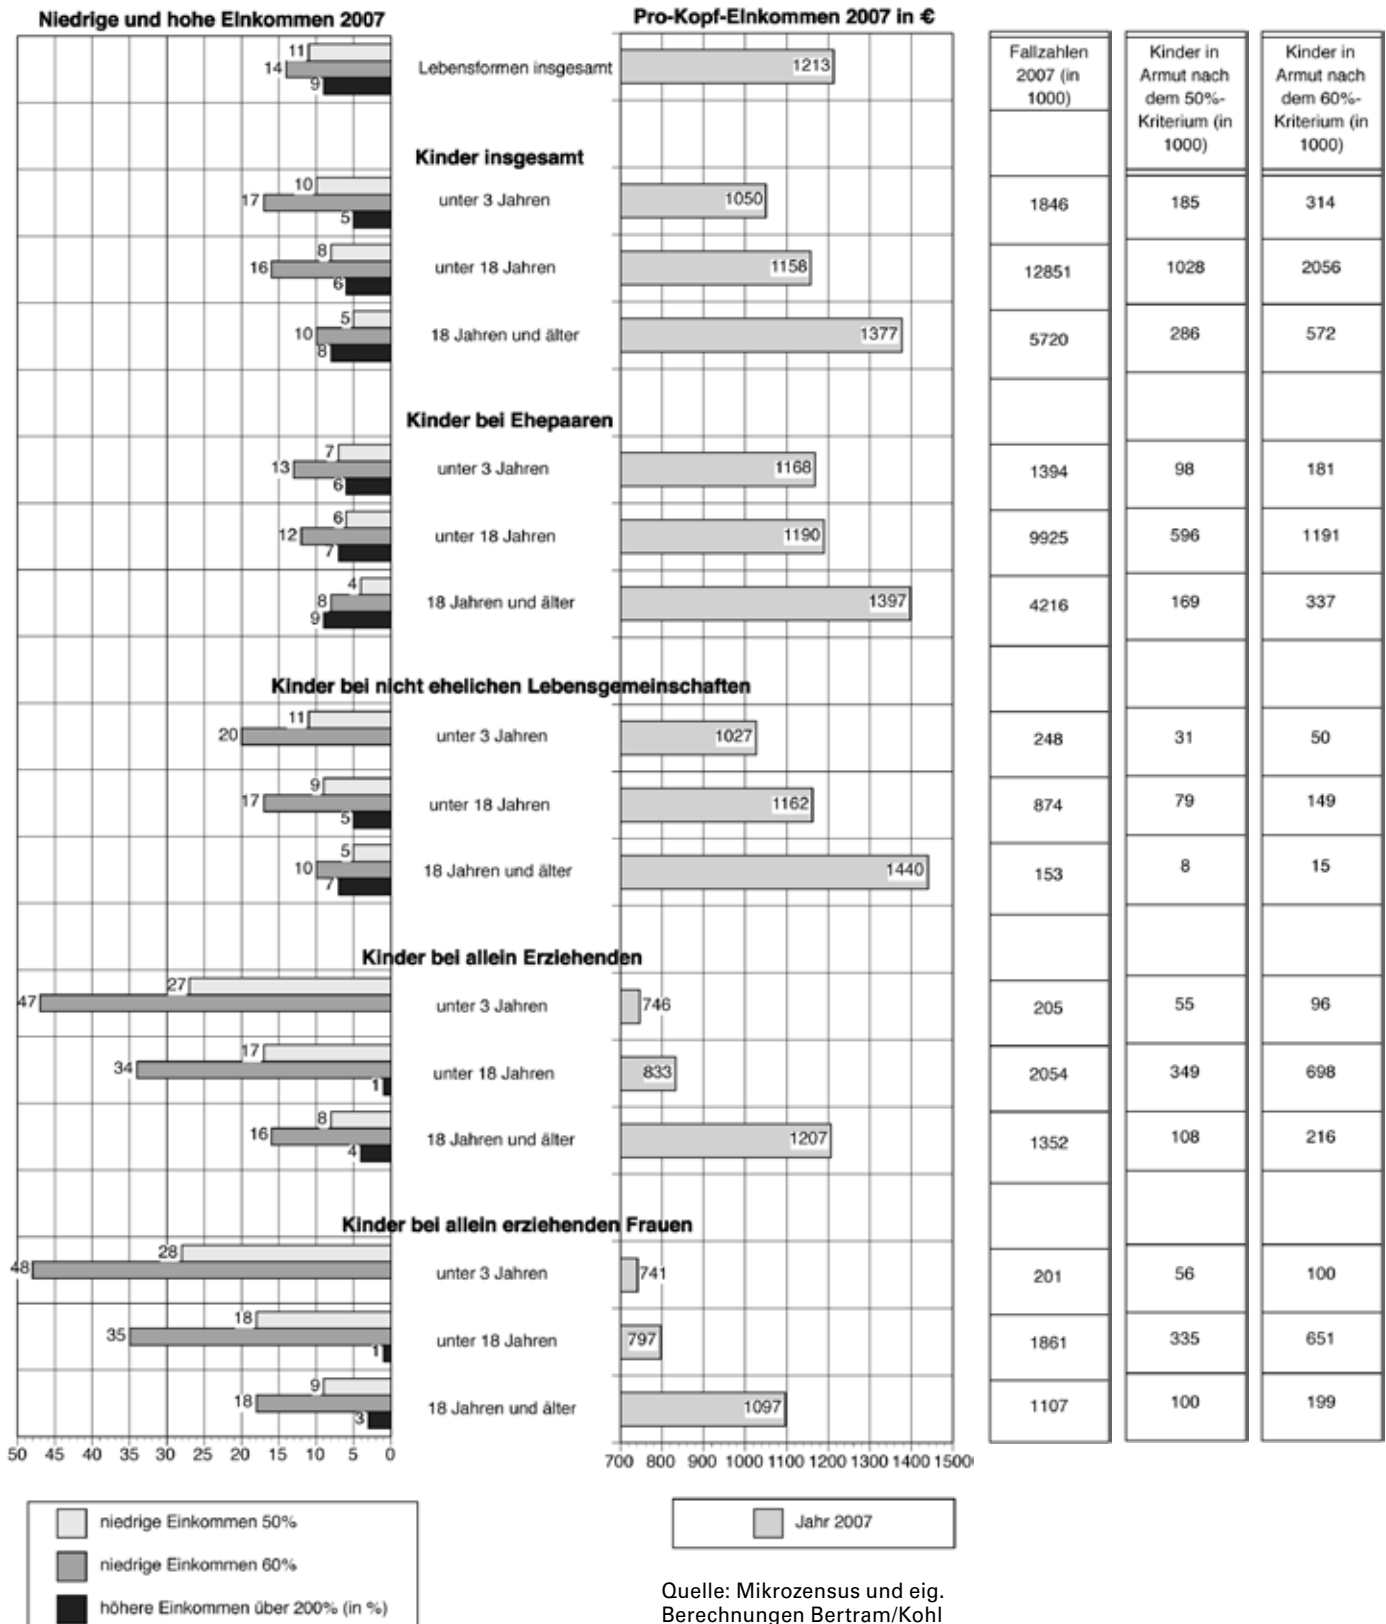 Niedrige und hohe EInkommen 2007
Pro-Kopf-EInkommen 2007 in €
Fallzahlen
2007 (in
1000)
Kinder in
Armut nach
dem 50%-
Kriterium (in
1000)
Kinder in
Armut nach
dem 60%-
Kriterium (in
1000)
11
14
9
Lebensformen insgesamt
1213
Kinder insgesamt
10
17
5
unter 3 Jahren
1050
1846
185
314
8
16
6
unter 18 Jahren
1158
12851
1028
2056
5
10
8
18 Jahren und älter
1377
5720
286
572
Kinder bei Ehepaaren
7
13
6
unter 3 Jahren
1168
1394
98
181
6
12
7
unter 18 Jahren
1190
9925
596
1191
4
8
9
18 Jahren und älter
1397
4216
169
337
Kinder bei nicht ehelichen Lebensgemeinschaften
11
20
unter 3 Jahren
1027
248
31
50
9
17
5
unter 18 Jahren
1162
874
79
149
5
10
7
18 Jahren und älter
1440
153
8
15
Kinder bei allein Erziehenden
27
47
unter 3 Jahren
746
205
55
96
17
34
1
unter 18 Jahren
833
2054
349
698
8
16
4
18 Jahren und älter
1207
1352
108
216
Kinder bei allein erziehenden Frauen
28
48
unter 3 Jahren
741
201
56
100
18
35
1
unter 18 Jahren
797
1861
335
651
9
18
3
18 Jahren und älter
1097
1107
100
199
50 45 40 35 30 25 20 15 10 5 0
700 800 900 1000 1100 1200 1300 1400 1500
niedrige Einkommen 50%
niedrige Einkommen 60%
höhere Einkommen über 200% (in %)
Jahr 2007
Quelle: Mikrozensus und eig.
Berechnungen Bertram/Kohl